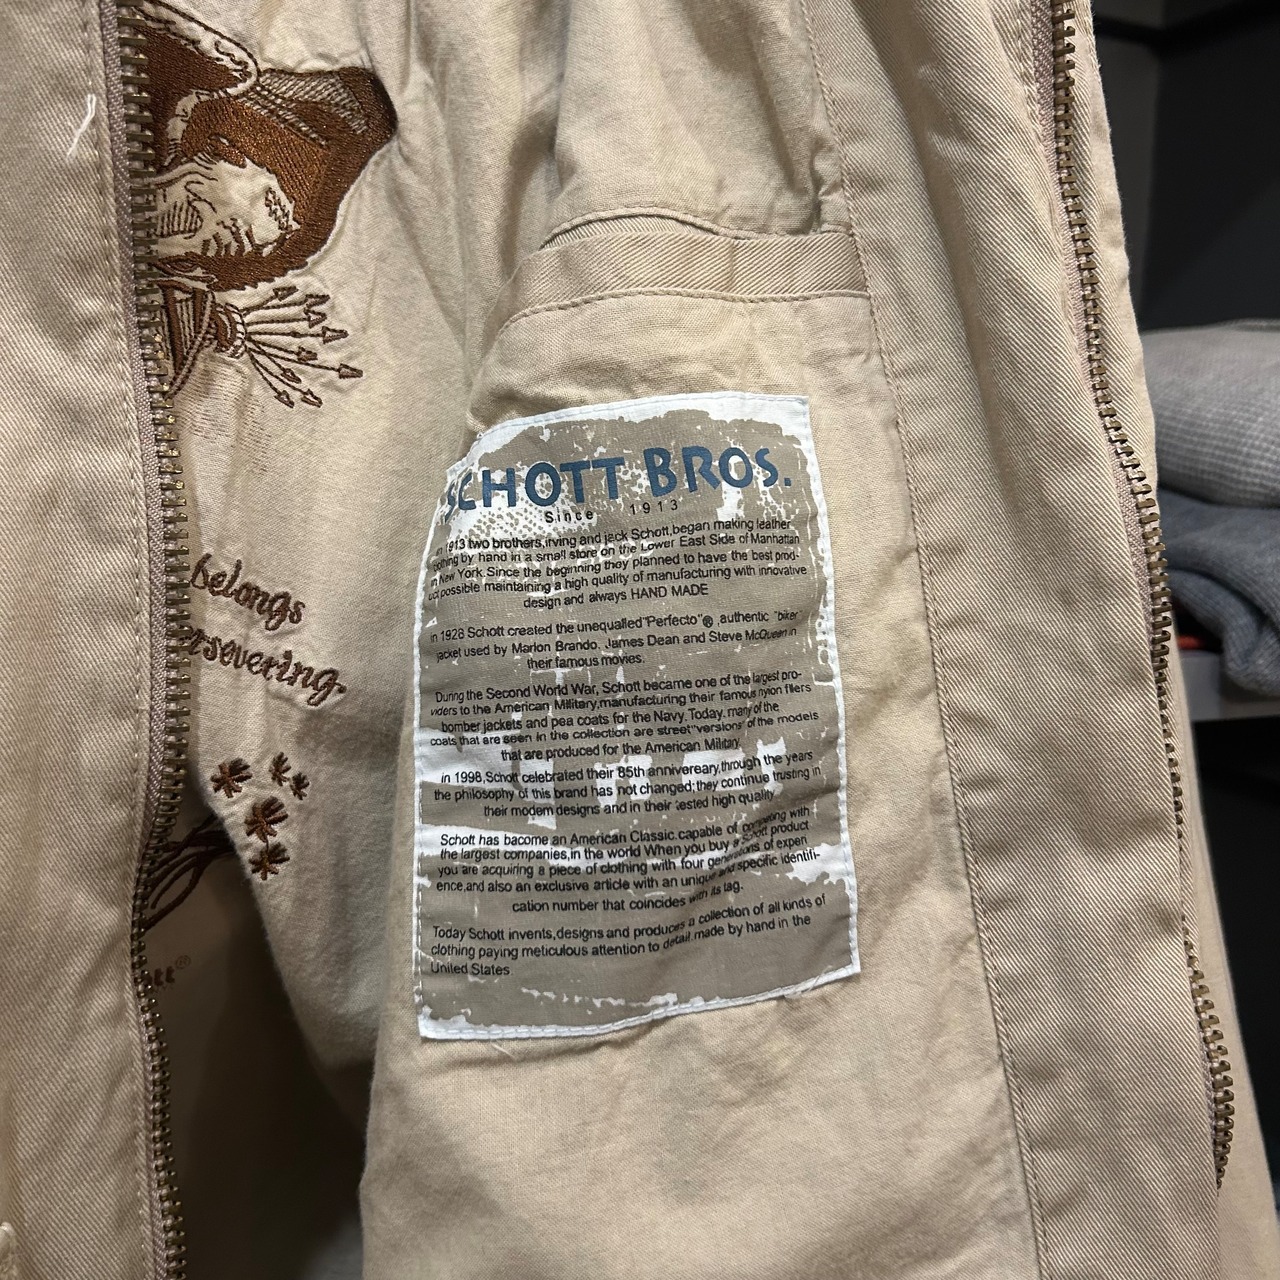 SCHOTT BROS.
Since 1913
in 1913 two brothers,irving and jack Schott,began making leather
clothing by hand in a small store on the Lower East Side of Manhattan
in New York.Since the beginning they planned to have the best prod-
uct possible maintaining a high quality of manufacturing with innovative
design and always HAND MADE
in 1928 Schott created the unequalled"Perfecto"® ,authentic "biker"
jacket used by Marlon Brando. James Dean and Steve McQueen in
their famous movies.
During the Second World War, Schott became one of the largest pro-
viders to the American Military,manufacturing their famous nyion fliers
bomber jackets and pea coats for the Navy.Today. many of the
coats that are seen in the collection are street"versions" of the models
that are produced for the American Military.
in 1998,Schott celebrated their 85th annivereary,through the years
the philosophy of this brand has not changed;they continue trusting in
their modem designs and in their tested high quality
Schott has bacome an American Classic.capable of competing with
the largest companies,in the world When you buy a Schott product
you are acquiring a piece of clothing with four generations of experi
ence,and also an exclusive article with an unique and specific identifi-
cation number that coincides with its tag.
Today Schott invents,designs and produces a collection of all kinds of
clothing paying meticulous attention to detail.made by hand in the
United States
belongs
ersevering.
ott®